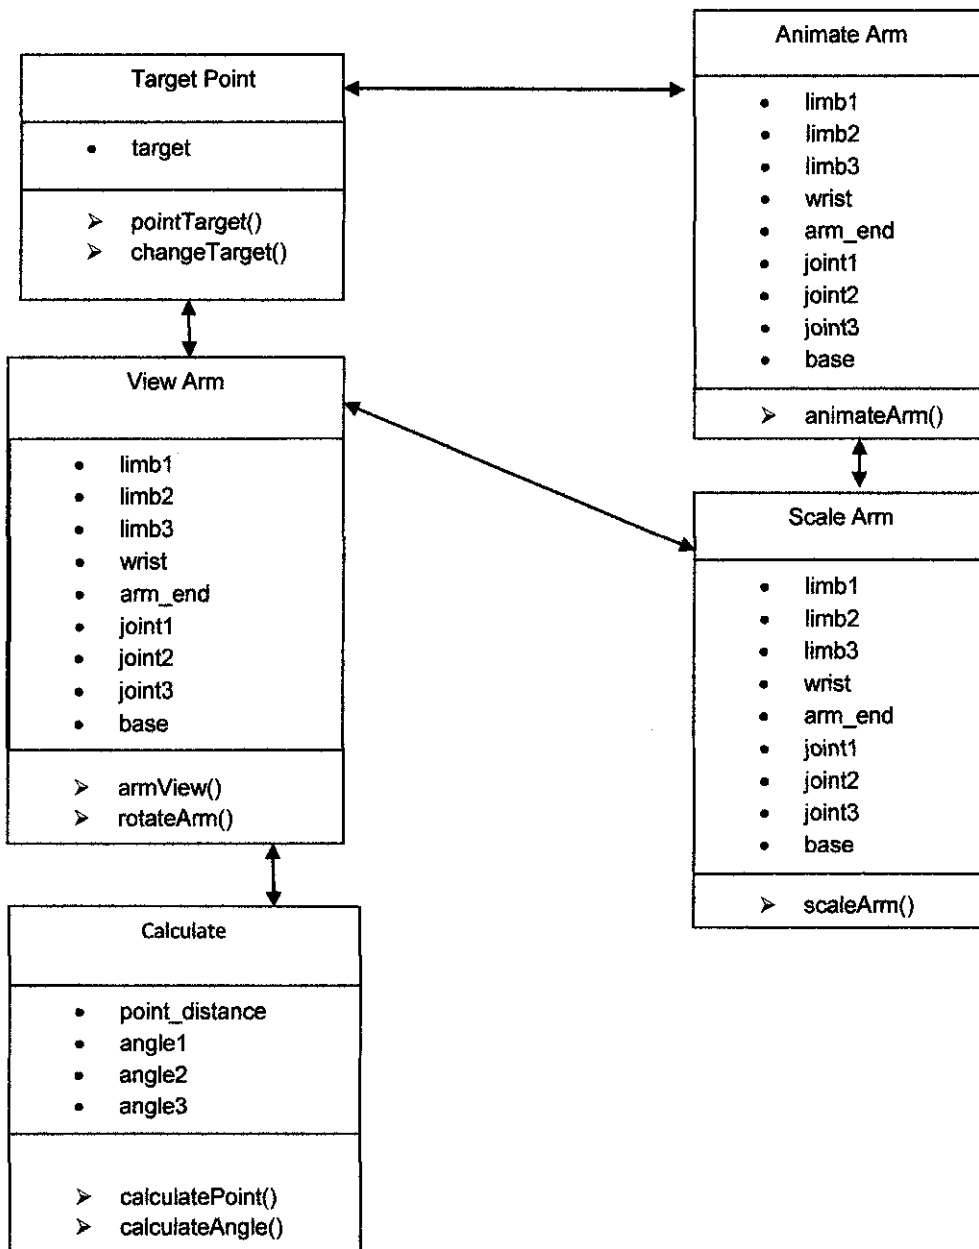 Target Point
• target
➢ pointTarget()
➢ changeTarget()
Animate Arm
• limb1
• limb2
• limb3
• wrist
• arm_end
• joint1
• joint2
• joint3
• base
➢ animateArm()
View Arm
• limb1
• limb2
• limb3
• wrist
• arm_end
• joint1
• joint2
• joint3
• base
➢ armView()
➢ rotateArm()
Scale Arm
• limb1
• limb2
• limb3
• wrist
• arm_end
• joint1
• joint2
• joint3
• base
➢ scaleArm()
Calculate
• point_distance
• angle1
• angle2
• angle3
➢ calculatePoint()
➢ calculateAngle()